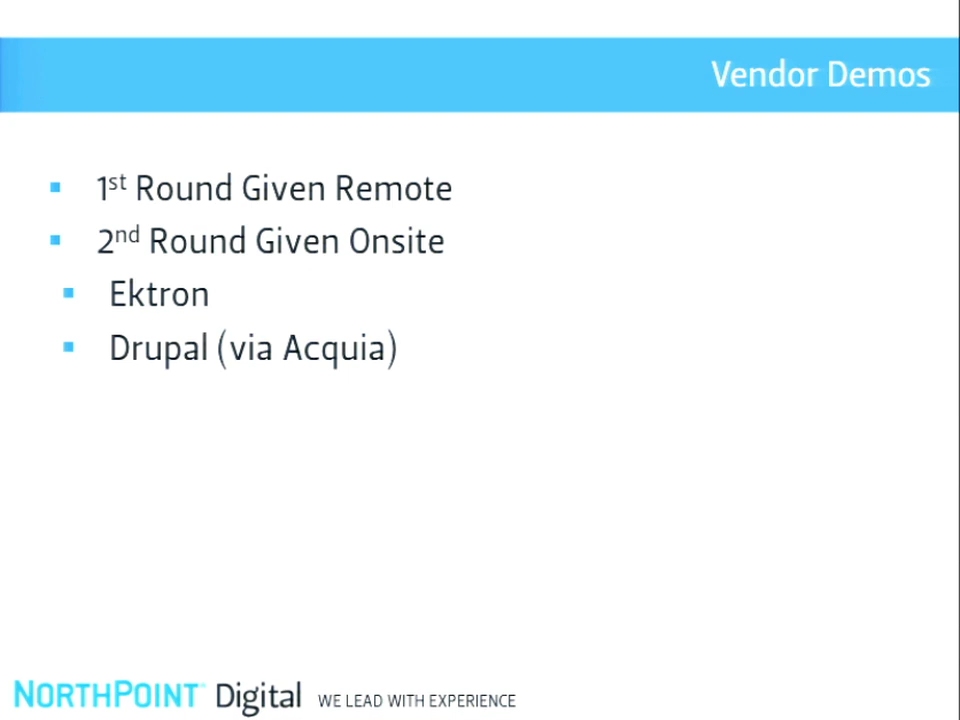 Vendor Demos
1st Round Given Remote
2nd Round Given Onsite
Ektron
Drupal (via Acquia)
NORTHPOINT™ Digital WE LEAD WITH EXPERIENCE